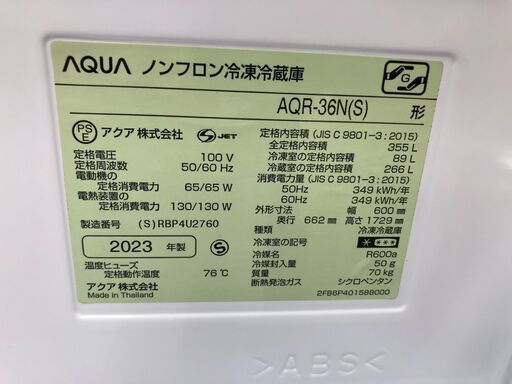 AQUA ノンフロン冷凍冷蔵庫
G
AQR-36N(S) 形
PS E アクア株式会社 S JET
定格電圧 100 V
定格周波数 50/60 Hz
電動機の
定格消費電力 65/65 W
電熱装置の
定格消費電力 130/130 W
製造番号 (S)RBP4U2760
2023 年製 S
温度ヒューズ
定格動作温度 76℃
アクア 株式会社
Made in Thailand
定格内容積 (JIS C 9801-3:2015)
全定格内容積 355 L
冷凍室の定格内容積 89 L
冷蔵室の定格内容積 266 L
消費電力量 (JIS C 9801-3:2015)
50Hz 349 kWh/年
60Hz 349 kWh/年
外形寸法 幅 600 mm
奥行 662 mm 高さ 1729 mm
種類 冷凍冷蔵庫
冷凍室の記号 * ***
冷媒名 R600a
冷媒封入量 50 g
質量 70 kg
断熱発泡ガス シクロペンタン
2FB6P401588000
>ABS<